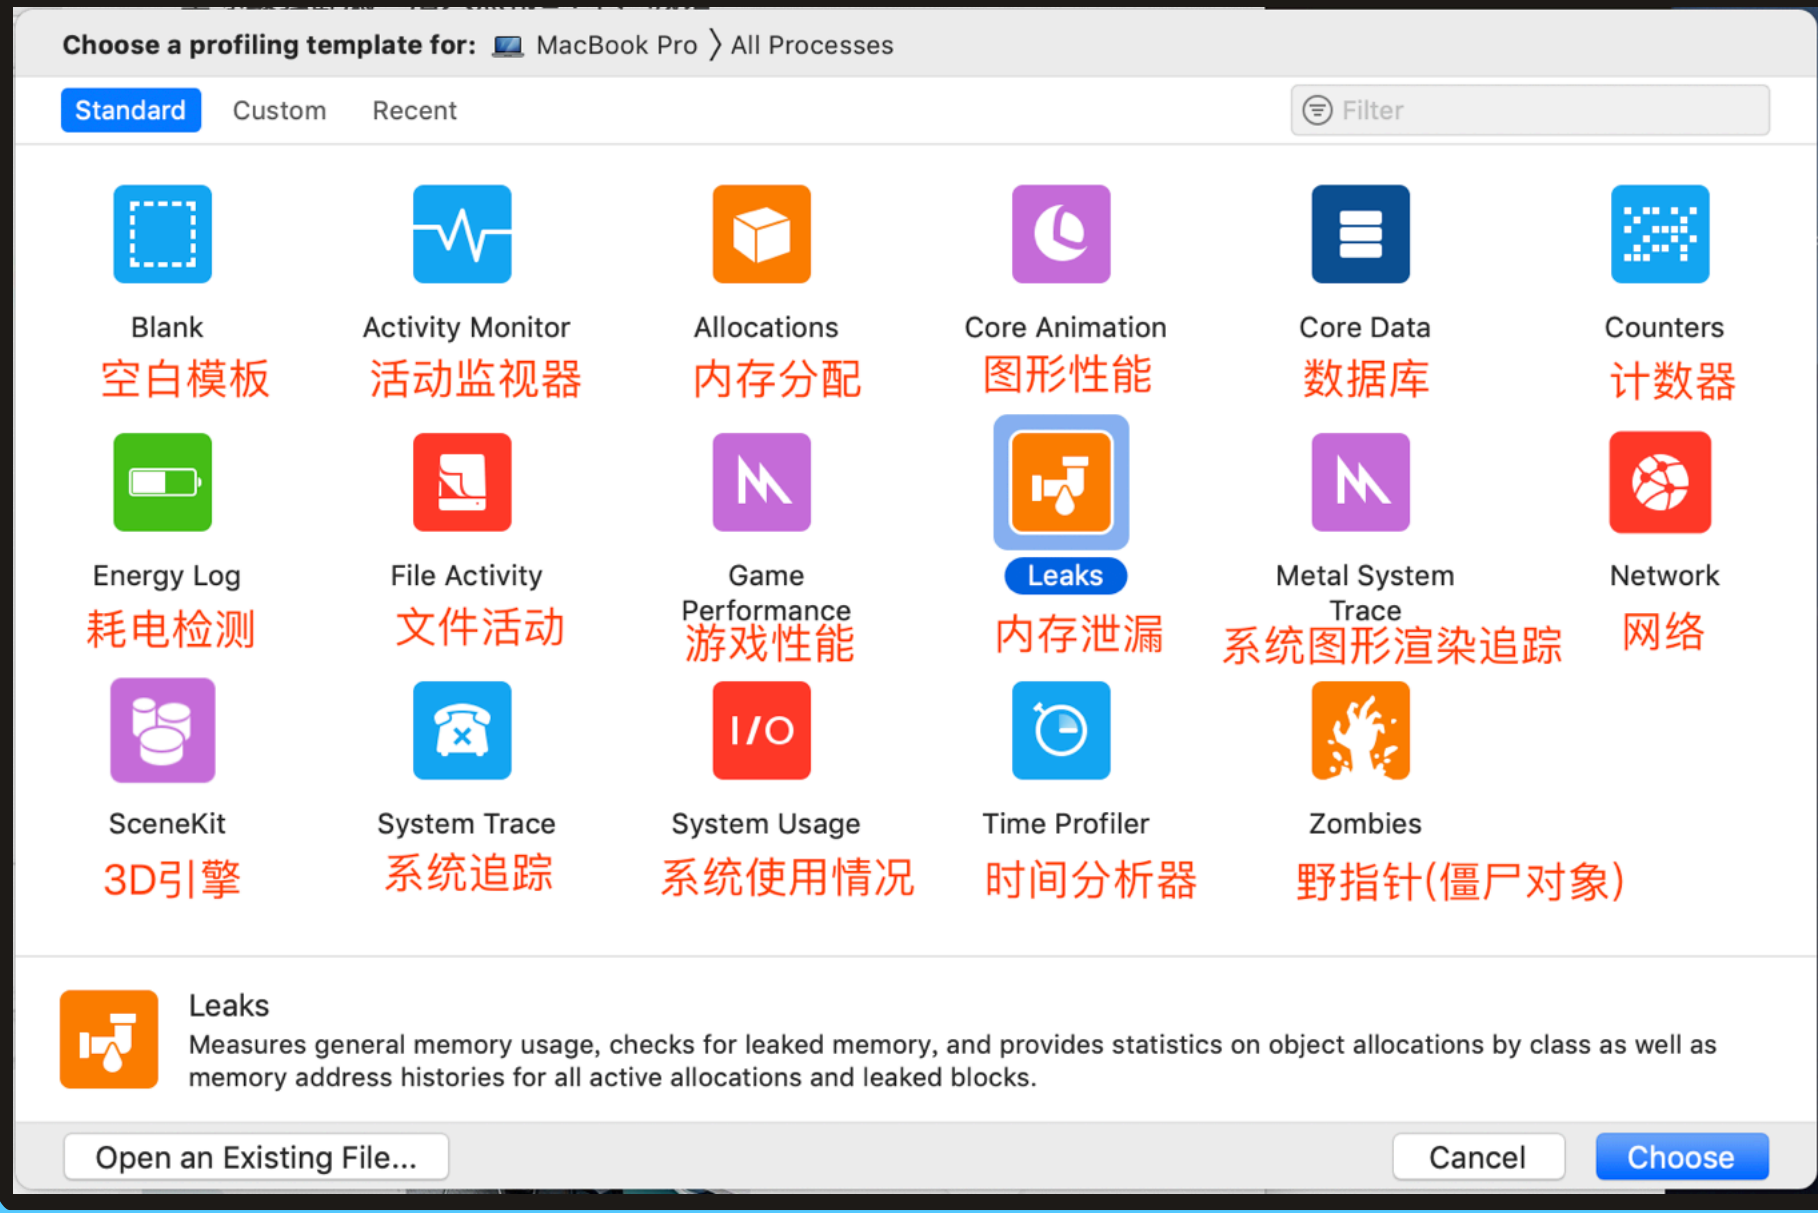 Choose a profiling template for: MacBook Pro 〉All Processes
Standard Custom Recent Filter
Blank Activity Monitor Allocations Core Animation Core Data Counters
空白模板 活动监视器 内存分配 图形性能 数据库 计数器
Energy Log File Activity Game Performance Leaks Metal System Trace Network
耗电检测 文件活动 游戏性能 内存泄漏 系统图形渲染追踪 网络
I/O
SceneKit System Trace System Usage Time Profiler Zombies
3D引擎 系统追踪 系统使用情况 时间分析器 野指针(僵尸对象)
Leaks
Measures general memory usage, checks for leaked memory, and provides statistics on object allocations by class as well as
memory address histories for all active allocations and leaked blocks.
Open an Existing File... Cancel Choose